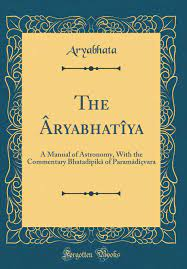 Aryabhata
The
Âryabhatîya
A Manual of Astronomy, With the
Commentary Bhatadîpikâ of Paramâdîçvara
Forgotten Books